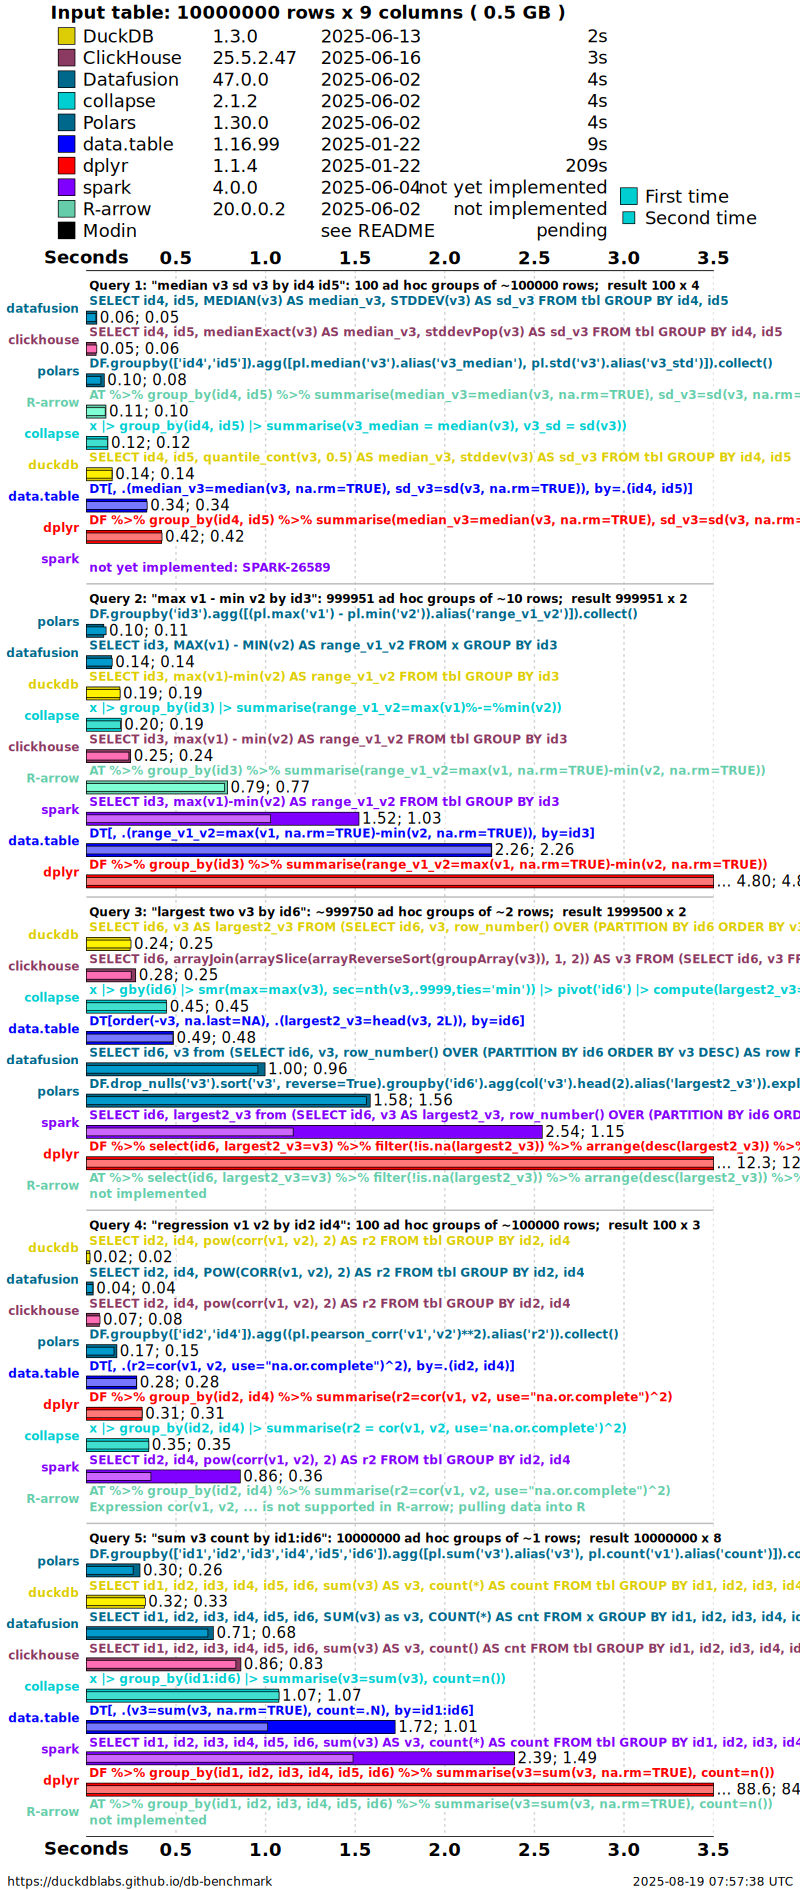 Input table: 10000000 rows x 9 columns ( 0.5 GB )
DuckDB 1.3.0 2025-06-13 2s
ClickHouse 25.5.2.47 2025-06-16 3s
Datafusion 47.0.0 2025-06-02 4s
collapse 2.1.2 2025-06-02 4s
Polars 1.30.0 2025-06-02 4s
data.table 1.16.99 2025-01-22 9s
dplyr 1.1.4 2025-01-22 209s
spark 4.0.0 2025-06-04 not yet implemented
R-arrow 20.0.0.2 2025-06-02 not implemented
Modin see README pending
First time
Second time
Seconds 0.5 1.0 1.5 2.0 2.5 3.0 3.5
Query 1: "median v3 sd v3 by id4 id5": 100 ad hoc groups of ~100000 rows; result 100 x 4
datafusion SELECT id4, id5, MEDIAN(v3) AS median_v3, STDDEV(v3) AS sd_v3 FROM tbl GROUP BY id4, id5
0.06; 0.05
clickhouse SELECT id4, id5, medianExact(v3) AS median_v3, stddevPop(v3) AS sd_v3 FROM tbl GROUP BY id4, id5
0.05; 0.06
polars DF.groupby(['id4','id5']).agg([pl.median('v3').alias('v3_median'), pl.std('v3').alias('v3_std')]).collect()
0.10; 0.08
R-arrow AT %>% group_by(id4, id5) %>% summarise(median_v3=median(v3, na.rm=TRUE), sd_v3=sd(v3, na.rm=
0.11; 0.10
collapse x |> group_by(id4, id5) |> summarise(v3_median = median(v3), v3_sd = sd(v3))
0.12; 0.12
duckdb SELECT id4, id5, quantile_cont(v3, 0.5) AS median_v3, stddev(v3) AS sd_v3 FROM tbl GROUP BY id4, id5
0.14; 0.14
data.table DT[, .(median_v3=median(v3, na.rm=TRUE), sd_v3=sd(v3, na.rm=TRUE)), by=.(id4, id5)]
0.34; 0.34
dplyr DF %>% group_by(id4, id5) %>% summarise(median_v3=median(v3, na.rm=TRUE), sd_v3=sd(v3, na.rm=
0.42; 0.42
spark not yet implemented: SPARK-26589
Query 2: "max v1 - min v2 by id3": 999951 ad hoc groups of ~10 rows; result 999951 x 2
polars DF.groupby('id3').agg([(pl.max('v1') - pl.min('v2')).alias('range_v1_v2')]).collect()
0.10; 0.11
datafusion SELECT id3, MAX(v1) - MIN(v2) AS range_v1_v2 FROM x GROUP BY id3
0.14; 0.14
duckdb SELECT id3, max(v1)-min(v2) AS range_v1_v2 FROM tbl GROUP BY id3
0.19; 0.19
collapse x |> group_by(id3) |> summarise(range_v1_v2=max(v1)%-=%min(v2))
0.20; 0.19
clickhouse SELECT id3, max(v1) - min(v2) AS range_v1_v2 FROM tbl GROUP BY id3
0.25; 0.24
R-arrow AT %>% group_by(id3) %>% summarise(range_v1_v2=max(v1, na.rm=TRUE)-min(v2, na.rm=TRUE))
0.79; 0.77
spark SELECT id3, max(v1)-min(v2) AS range_v1_v2 FROM tbl GROUP BY id3
1.52; 1.03
data.table DT[, .(range_v1_v2=max(v1, na.rm=TRUE)-min(v2, na.rm=TRUE)), by=id3]
2.26; 2.26
dplyr DF %>% group_by(id3) %>% summarise(range_v1_v2=max(v1, na.rm=TRUE)-min(v2, na.rm=TRUE))
... 4.80; 4.8
Query 3: "largest two v3 by id6": ~999750 ad hoc groups of ~2 rows; result 1999500 x 2
duckdb SELECT id6, v3 AS largest2_v3 FROM (SELECT id6, v3, row_number() OVER (PARTITION BY id6 ORDER BY v3
0.24; 0.25
clickhouse SELECT id6, arrayJoin(arraySlice(arrayReverseSort(groupArray(v3)), 1, 2)) AS v3 FROM (SELECT id6, v3 FR
0.28; 0.25
collapse x |> gby(id6) |> smr(max=max(v3), sec=nth(v3,.9999,ties='min')) |> pivot('id6') |> compute(largest2_v3=
0.45; 0.45
data.table DT[order(-v3, na.last=NA), .(largest2_v3=head(v3, 2L)), by=id6]
0.49; 0.48
datafusion SELECT id6, v3 from (SELECT id6, v3, row_number() OVER (PARTITION BY id6 ORDER BY v3 DESC) AS row F
1.00; 0.96
polars DF.drop_nulls('v3').sort('v3', reverse=True).groupby('id6').agg(col('v3').head(2).alias('largest2_v3')).expl
1.58; 1.56
spark SELECT id6, largest2_v3 from (SELECT id6, v3 AS largest2_v3, row_number() OVER (PARTITION BY id6 ORD
2.54; 1.15
dplyr DF %>% select(id6, largest2_v3=v3) %>% filter(!is.na(largest2_v3)) %>% arrange(desc(largest2_v3)) %>%
... 12.3; 12
R-arrow AT %>% select(id6, largest2_v3=v3) %>% filter(!is.na(largest2_v3)) %>% arrange(desc(largest2_v3)) %>%
not implemented
Query 4: "regression v1 v2 by id2 id4": 100 ad hoc groups of ~100000 rows; result 100 x 3
duckdb SELECT id2, id4, pow(corr(v1, v2), 2) AS r2 FROM tbl GROUP BY id2, id4
0.02; 0.02
datafusion SELECT id2, id4, POW(CORR(v1, v2), 2) AS r2 FROM tbl GROUP BY id2, id4
0.04; 0.04
clickhouse SELECT id2, id4, pow(corr(v1, v2), 2) AS r2 FROM tbl GROUP BY id2, id4
0.07; 0.08
polars DF.groupby(['id2','id4']).agg((pl.pearson_corr('v1','v2')**2).alias('r2')).collect()
0.17; 0.15
data.table DT[, .(r2=cor(v1, v2, use="na.or.complete")^2), by=.(id2, id4)]
0.28; 0.28
dplyr DF %>% group_by(id2, id4) %>% summarise(r2=cor(v1, v2, use="na.or.complete")^2)
0.31; 0.31
collapse x |> group_by(id2, id4) |> summarise(r2 = cor(v1, v2, use='na.or.complete')^2)
0.35; 0.35
spark SELECT id2, id4, pow(corr(v1, v2), 2) AS r2 FROM tbl GROUP BY id2, id4
0.86; 0.36
R-arrow AT %>% group_by(id2, id4) %>% summarise(r2=cor(v1, v2, use="na.or.complete")^2)
Expression cor(v1, v2, ... is not supported in R-arrow; pulling data into R
Query 5: "sum v3 count by id1:id6": 10000000 ad hoc groups of ~1 rows; result 10000000 x 8
polars DF.groupby(['id1','id2','id3','id4','id5','id6']).agg([pl.sum('v3').alias('v3'), pl.count('v1').alias('count')]).co
0.30; 0.26
duckdb SELECT id1, id2, id3, id4, id5, id6, sum(v3) AS v3, count(*) AS count FROM tbl GROUP BY id1, id2, id3, id4
0.32; 0.33
datafusion SELECT id1, id2, id3, id4, id5, id6, SUM(v3) as v3, COUNT(*) AS cnt FROM x GROUP BY id1, id2, id3, id4, id
0.71; 0.68
clickhouse SELECT id1, id2, id3, id4, id5, id6, sum(v3) AS v3, count() AS cnt FROM tbl GROUP BY id1, id2, id3, id4, id
0.86; 0.83
collapse x |> group_by(id1:id6) |> summarise(v3=sum(v3), count=n())
1.07; 1.07
data.table DT[, .(v3=sum(v3, na.rm=TRUE), count=.N), by=id1:id6]
1.72; 1.01
spark SELECT id1, id2, id3, id4, id5, id6, sum(v3) AS v3, count(*) AS count FROM tbl GROUP BY id1, id2, id3, id4
2.39; 1.49
dplyr DF %>% group_by(id1, id2, id3, id4, id5, id6) %>% summarise(v3=sum(v3, na.rm=TRUE), count=n())
... 88.6; 84
R-arrow AT %>% group_by(id1, id2, id3, id4, id5, id6) %>% summarise(v3=sum(v3, na.rm=TRUE), count=n())
not implemented
Seconds 0.5 1.0 1.5 2.0 2.5 3.0 3.5
https://duckdblabs.github.io/db-benchmark 2025-08-19 07:57:38 UTC